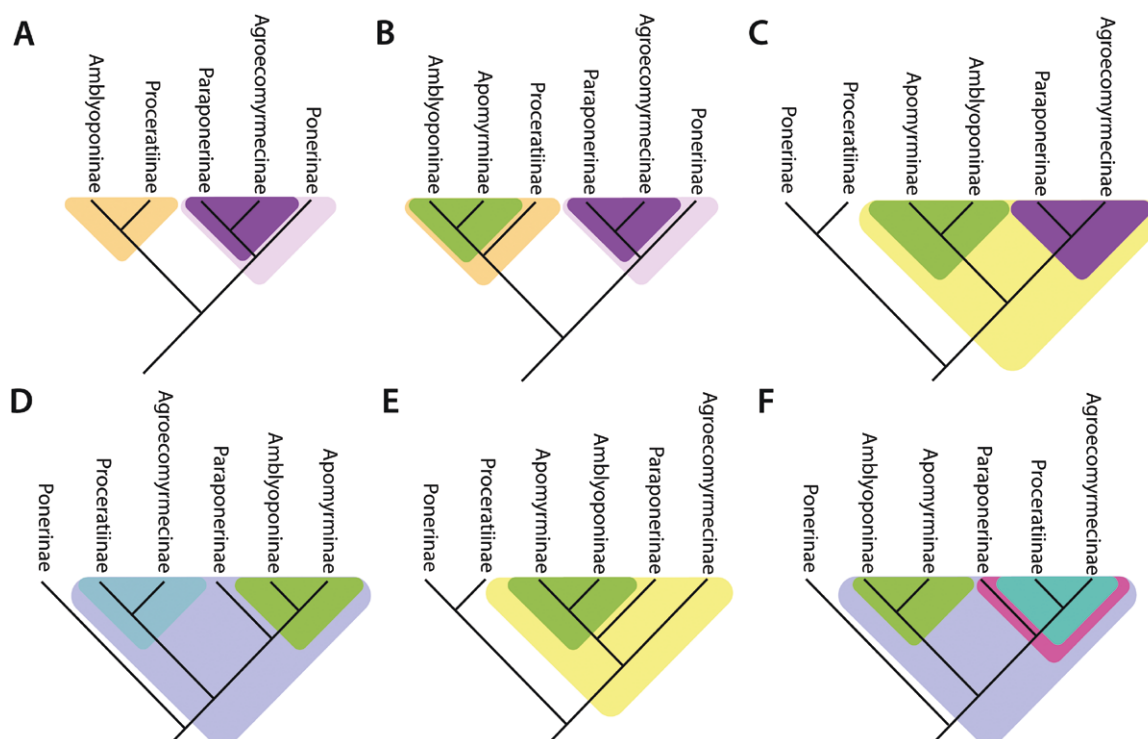 A
Amblyoponinae
Proceratiinae
Paraponerinae
Agroecomyrmecinae
Ponerinae
B
Amblyoponinae
Apomyrminae
Proceratiinae
Paraponerinae
Agroecomyrmecinae
Ponerinae
C
Ponerinae
Proceratiinae
Apomyrminae
Amblyoponinae
Paraponerinae
Agroecomyrmecinae
D
Ponerinae
Proceratiinae
Agroecomyrmecinae
Paraponerinae
Amblyoponinae
Apomyrminae
E
Ponerinae
Proceratiinae
Apomyrminae
Amblyoponinae
Paraponerinae
Agroecomyrmecinae
F
Ponerinae
Amblyoponinae
Apomyrminae
Paraponerinae
Proceratiinae
Agroecomyrmecinae